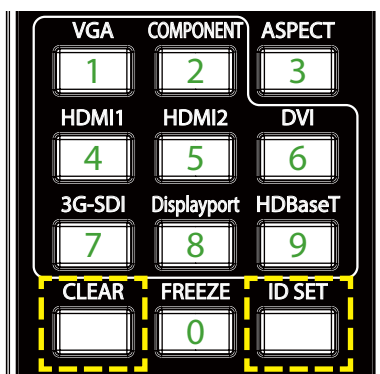 VGA COMPONENT ASPECT
1 2 3
HDMI1 HDMI2 DVI
4 5 6
3G-SDI Displayport HDBaseT
7 8 9
CLEAR FREEZE ID SET
0